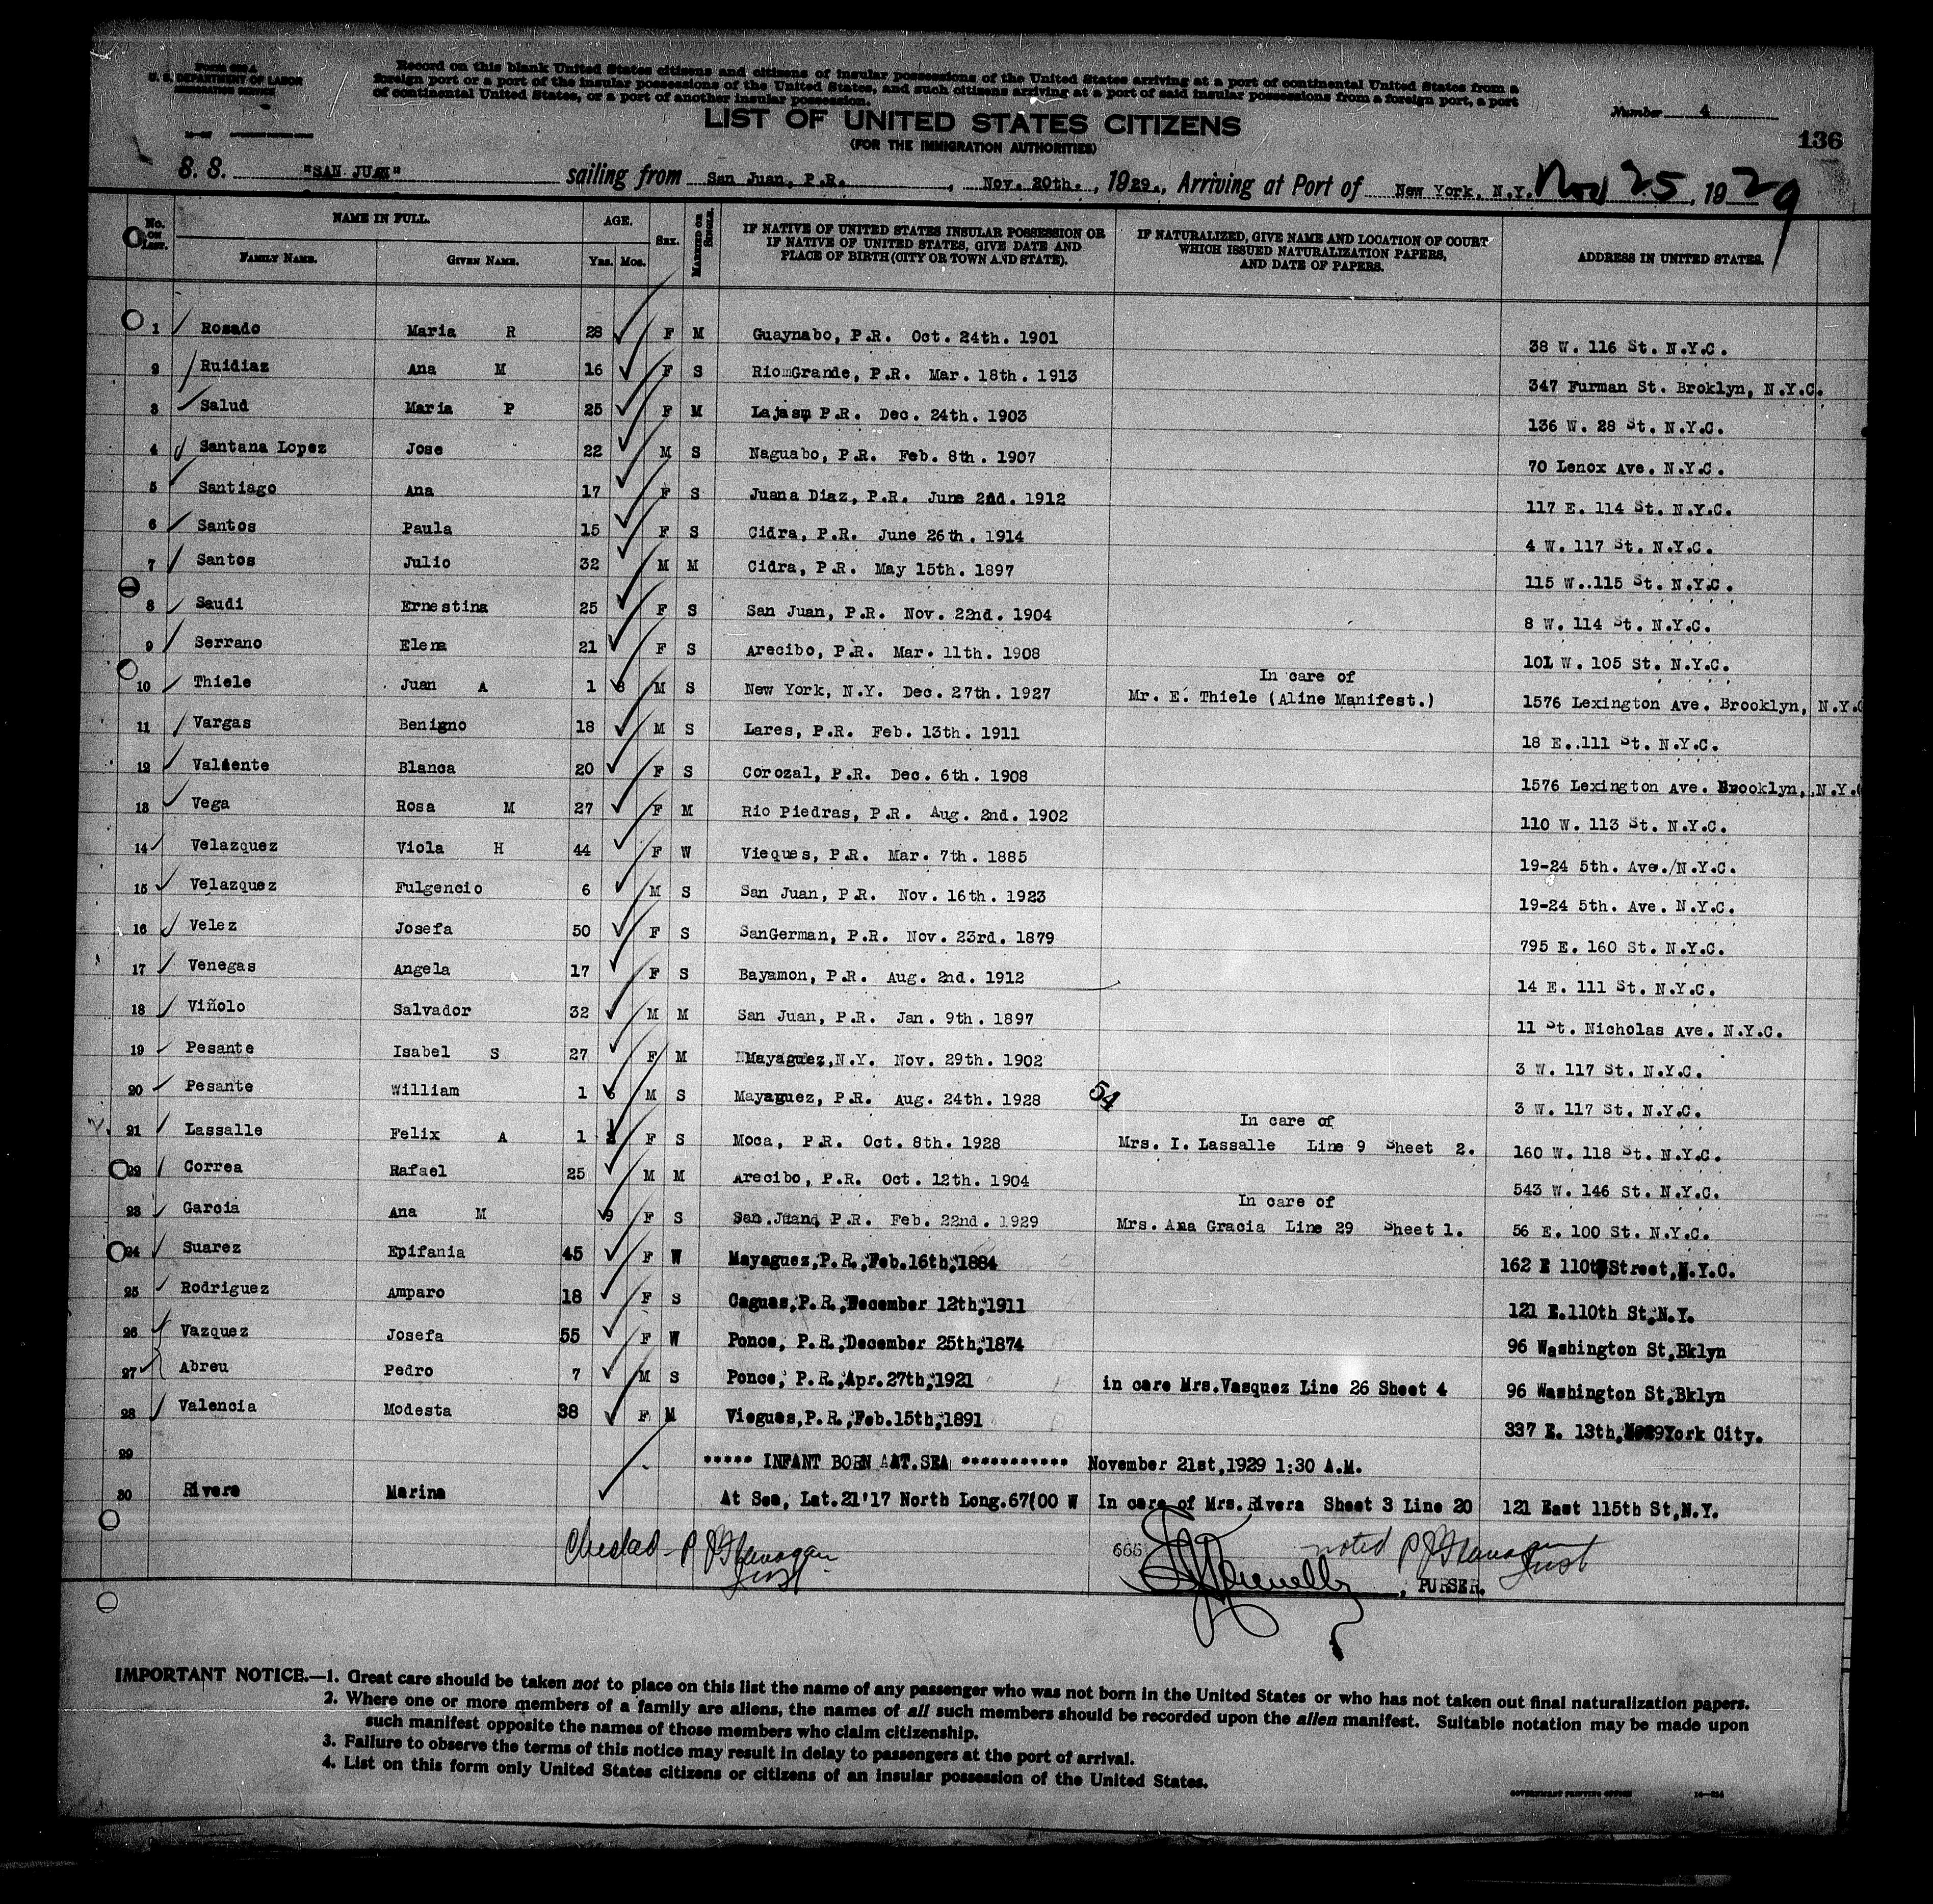 U. S. DEPARTMENT OF LABOR
IMMIGRATION SERVICE
Record on this blank United States citizens and citizens of insular possessions of the United States arriving at a port of continental United States from a
foreign port or a port of the insular possessions of the United States, and such citizens arriving at a port of said insular possessions from a foreign port, a port
of continental United States, or a port of another insular possession.
Number 4
136
LIST OF UNITED STATES CITIZENS
(FOR THE IMMIGRATION AUTHORITIES)
S. S. "SAN JUAN" sailing from San Juan, P.R. , Nov. 20th. , 1929., Arriving at Port of New York, N.Y. Nov 25, 1929
No. ON LIST. NAME IN FULL. AGE. SEX. MARRIED OR SINGLE. IF NATIVE OF UNITED STATES INSULAR POSSESSION OR IF NATIVE OF UNITED STATES, GIVE DATE AND PLACE OF BIRTH (CITY OR TOWN AND STATE). IF NATURALIZED, GIVE NAME AND LOCATION OF COURT WHICH ISSUED NATURALIZATION PAPERS, AND DATE OF PAPERS. ADDRESS IN UNITED STATES.
FAMILY NAME. GIVEN NAME. Yrs. Mos.
1 Rosado Maria R 28 F M Guaynabo, P.R. Oct. 24th. 1901 38 W. 116 St. N.Y.C.
2 Ruidiaz Ana M 16 F S RiomGrande, P.R. Mar. 18th. 1913 347 Furman St. Broklyn, N.Y.C.
3 Salud Maria P 25 F M Lajasm P.R. Dec. 24th. 1903 136 W. 28 St. N.Y.C.
4 Santana Lopez Jose 22 M S Naguabo, P.R. Feb. 8th. 1907 70 Lenox Ave. N.Y.C.
5 Santiago Ana 17 F S Juana Diaz, P.R. June 2nd. 1912 117 E. 114 St. N.Y.C.
6 Santos Paula 15 F S Cidra, P.R. June 26th. 1914 4 W. 117 St. N.Y.C.
7 Santos Julio 32 M M Cidra, P.R. May 15th. 1897 115 W..115 St. N.Y.C.
8 Saudi Ernestina 25 F S San Juan, P.R. Nov. 22nd. 1904 8 W. 114 St. N.Y.C.
9 Serrano Elena 21 F S Arecibo, P.R. Mar. 11th. 1908 101 W. 105 St. N.Y.C.
In care of
10 Thiele Juan A 1 8 M S New York, N.Y. Dec. 27th. 1927 Mr. E. Thiele (Aline Manifest.) 1576 Lexington Ave. Brooklyn, N.Y.C
11 Vargas Benigno 18 M S Lares, P.R. Feb. 13th. 1911 18 E..111 St. N.Y.C.
12 Valiente Blanca 20 F S Corozal, P.R. Dec. 6th. 1908 1576 Lexington Ave. Brooklyn, N.Y.C
13 Vega Rosa M 27 F M Rio Piedras, P.R. Aug. 2nd. 1902 110 W. 113 St. N.Y.C.
14 Velazquez Viola H 44 F W Vieques, P.R. Mar. 7th. 1885 19-24 5th. Ave./N.Y.C.
15 Velazquez Fulgencio 6 M S San Juan, P.R. Nov. 16th. 1923 19-24 5th. Ave. N.Y.C.
16 Velez Josefa 50 F S SanGerman, P.R. Nov. 23rd. 1879 795 E. 160 St. N.Y.C.
17 Venegas Angela 17 F S Bayamon, P.R. Aug. 2nd. 1912 14 E. 111 St. N.Y.C.
18 Viñolo Salvador 32 M M San Juan, P.R. Jan. 9th. 1897 11 St. Nicholas Ave. N.Y.C.
19 Pesante Isabel S 27 F M Mayaguez,N.Y. Nov. 29th. 1902 3 W. 117 St. N.Y.C.
20 Pesante William 1 M S Mayaguez, P.R. Aug. 24th. 1928 54 3 W. 117 St. N.Y.C.
In care of
21 Lassalle Felix A 1 F S Moca, P.R. Oct. 8th. 1928 Mrs. I. Lassalle Line 9 Sheet 2. 160 W. 118 St. N.Y.C.
22 Correa Rafael 25 M M Arecibo, P.R. Oct. 12th. 1904 543 W. 146 St. N.Y.C.
In care of
23 Garcia Ana M 9 F S San Juan, P.R. Feb. 22nd. 1929 Mrs. Ana Gracia Line 29 Sheet 1. 56 E. 100 St. N.Y.C.
24 Suarez Epifania 45 F W Mayaguez,P.R.,Feb.16th,1884 162 E 110th Street,N.Y.C.
25 Rodriguez Amparo 18 F S Caguas,P.R.,December 12th,1911 121 E.110th St,N.Y.
26 Vazquez Josefa 55 F W Ponce, P.R.,December 25th,1874 96 Washington St,Bklyn
27 Abreu Pedro 7 M S Ponce, P.R.,Apr.27th,1921 in care Mrs.Vasquez Line 26 Sheet 4 96 Washington St,Bklyn
28 Valencia Modesta 38 F M Viegues,P.R.,Feb.15th,1891 337 E. 13th, York City.
29 ***** INFANT BORN AAT.SEA *********** November 21st,1929 1:30 A.M.
30 Rivera Marina At Sea, Lat.21'17 North Long.67(00 W In care of Mrs.Rivera Sheet 3 Line 20 121 East 115th St,N.Y.
P J Flanagan
666 noted P J Flanagan
, PURSER.
IMPORTANT NOTICE.—1. Great care should be taken not to place on this list the name of any passenger who was not born in the United States or who has not taken out final naturalization papers.
2. Where one or more members of a family are aliens, the names of all such members should be recorded upon the alien manifest. Suitable notation may be made upon
such manifest opposite the names of those members who claim citizenship.
3. Failure to observe the terms of this notice may result in delay to passengers at the port of arrival.
4. List on this form only United States citizens or citizens of an insular possession of the United States.
GOVERNMENT PRINTING OFFICE